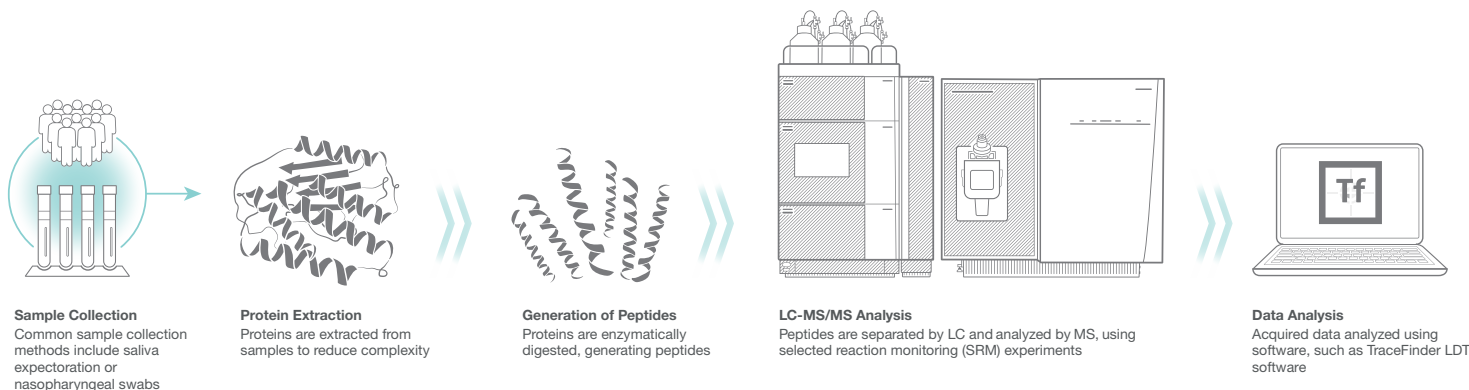 Tf
Sample Collection
Common sample collection
methods include saliva
expectoration or
nasopharyngeal swabs
Protein Extraction
Proteins are extracted from
samples to reduce complexity
Generation of Peptides
Proteins are enzymatically
digested, generating peptides
LC-MS/MS Analysis
Peptides are separated by LC and analyzed by MS, using
selected reaction monitoring (SRM) experiments
Data Analysis
Acquired data analyzed using
software, such as TraceFinder LDT
software